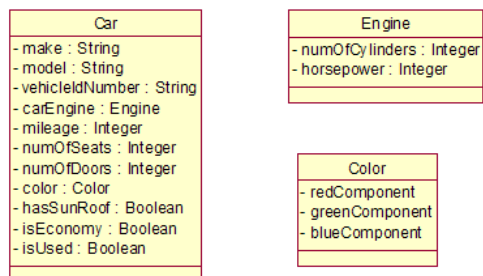 Car
- make : String
- model : String
- vehicleIdNumber : String
- carEngine : Engine
- mileage : Integer
- numOfSeats : Integer
- numOfDoors : Integer
- color : Color
- hasSunRoof : Boolean
- isEconomy : Boolean
- isUsed : Boolean
Engine
- numOfCylinders : Integer
- horsepower : Integer
Color
- redComponent
- greenComponent
- blueComponent